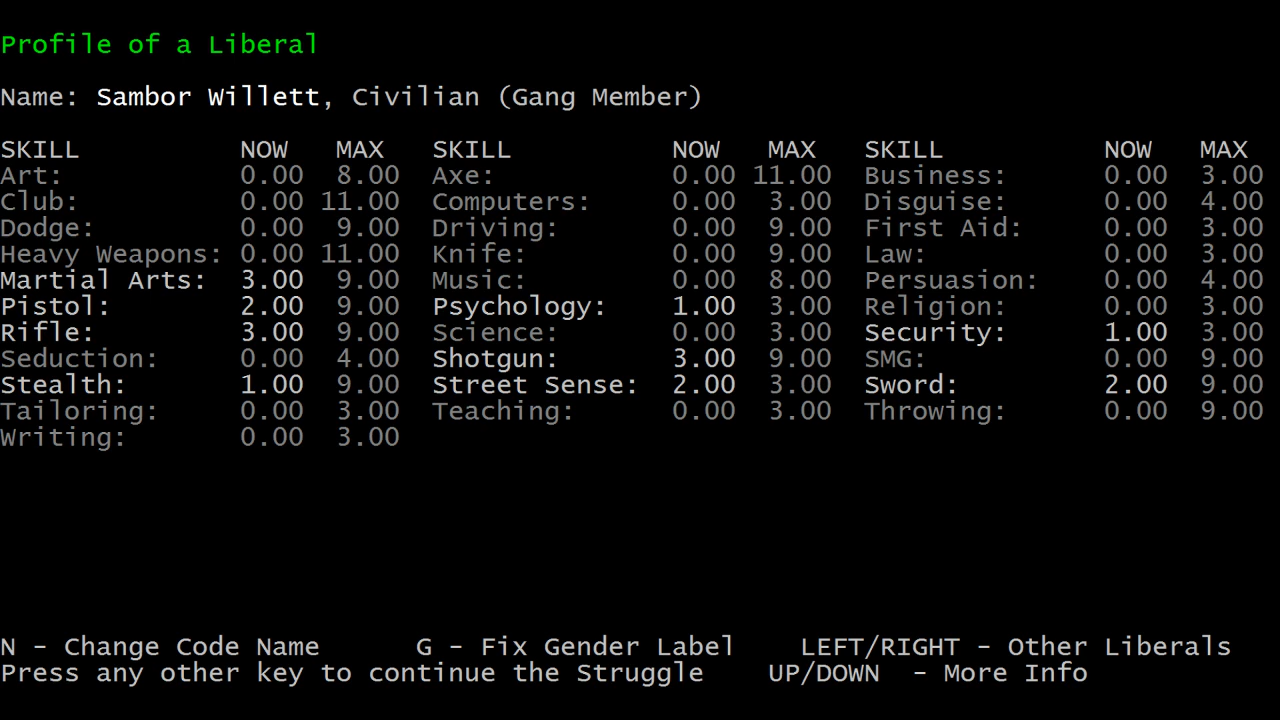 Profile of a Liberal
Name: Sambor Willett, Civilian (Gang Member)
SKILL NOW MAX SKILL NOW MAX SKILL NOW MAX
Art: 0.00 8.00 Axe: 0.00 11.00 Business: 0.00 3.00
Club: 0.00 11.00 Computers: 0.00 3.00 Disguise: 0.00 4.00
Dodge: 0.00 9.00 Driving: 0.00 9.00 First Aid: 0.00 3.00
Heavy Weapons: 0.00 11.00 Knife: 0.00 9.00 Law: 0.00 3.00
Martial Arts: 3.00 9.00 Music: 0.00 8.00 Persuasion: 0.00 4.00
Pistol: 2.00 9.00 Psychology: 1.00 3.00 Religion: 0.00 3.00
Rifle: 3.00 9.00 Science: 0.00 3.00 Security: 1.00 3.00
Seduction: 0.00 4.00 Shotgun: 3.00 9.00 SMG: 0.00 9.00
Stealth: 1.00 9.00 Street Sense: 2.00 3.00 Sword: 2.00 9.00
Tailoring: 0.00 3.00 Teaching: 0.00 3.00 Throwing: 0.00 9.00
Writing: 0.00 3.00
N - Change Code Name G - Fix Gender Label LEFT/RIGHT - Other Liberals
Press any other key to continue the Struggle UP/DOWN - More Info